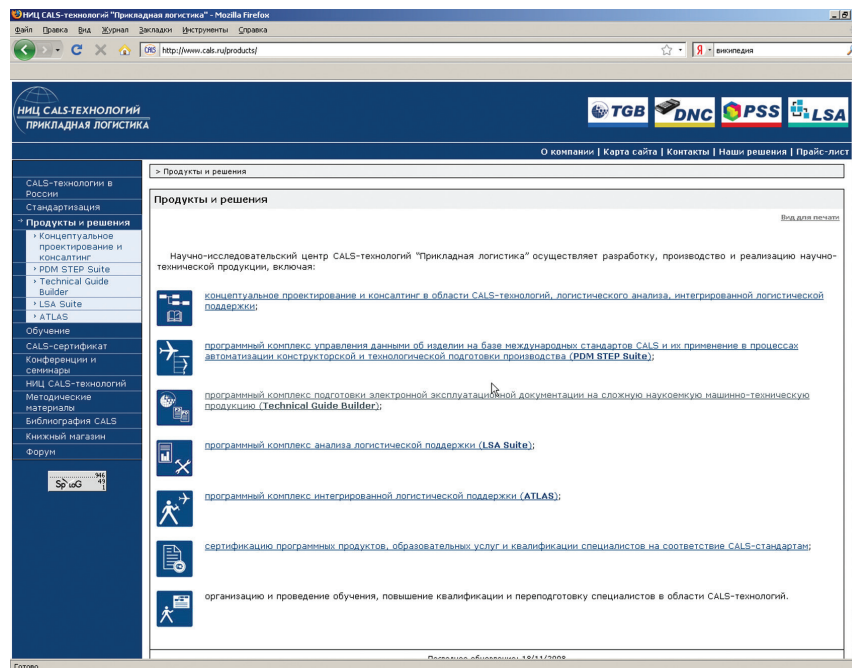 НИЦ CALS-технологий "Прикладная логистика" - Mozilla Firefox
Файл Правка Вид Журнал Закладки Инструменты Справка
CALS http://www.cals.ru/products/ Я википедия
НИЦ CALS-ТЕХНОЛОГИЙ
ПРИКЛАДНАЯ ЛОГИСТИКА
TGB DNC PSS LSA
О компании | Карта сайта | Контакты | Наши решения | Прайс-лист
CALS-технологии в
России
Стандартизация
Продукты и решения
Концептуальное
проектирование и
консалтинг
PDM STEP Suite
Technical Guide
Builder
LSA Suite
ATLAS
Обучение
CALS-сертификат
Конференции и
семинары
НИЦ CALS-технологий
Методические
материалы
Библиография CALS
Книжный магазин
Форум
946
49
1
> Продукты и решения
Продукты и решения
Вид для печати
Научно-исследовательский центр CALS-технологий "Прикладная логистика" осуществляет разработку, производство и реализацию научно-
технической продукции, включая:
концептуальное проектирование и консалтинг в области CALS-технологий, логистического анализа, интегрированной логистической
поддержки;
программный комплекс управления данными об изделии на базе международных стандартов CALS и их применение в процессах
автоматизации конструкторской и технологической подготовки производства (PDM STEP Suite);
программный комплекс подготовки электронной эксплуатационной документации на сложную наукоемкую машинно-техническую
продукцию (Technical Guide Builder);
программный комплекс анализа логистической поддержки (LSA Suite);
программный комплекс интегрированной логистической поддержки (ATLAS);
сертификацию программных продуктов, образовательных услуг и квалификации специалистов на соответствие CALS-стандартам;
организацию и проведение обучения, повышение квалификации и переподготовку специалистов в области CALS-технологий.
Последнее обновление: 18/11/2008
Готово